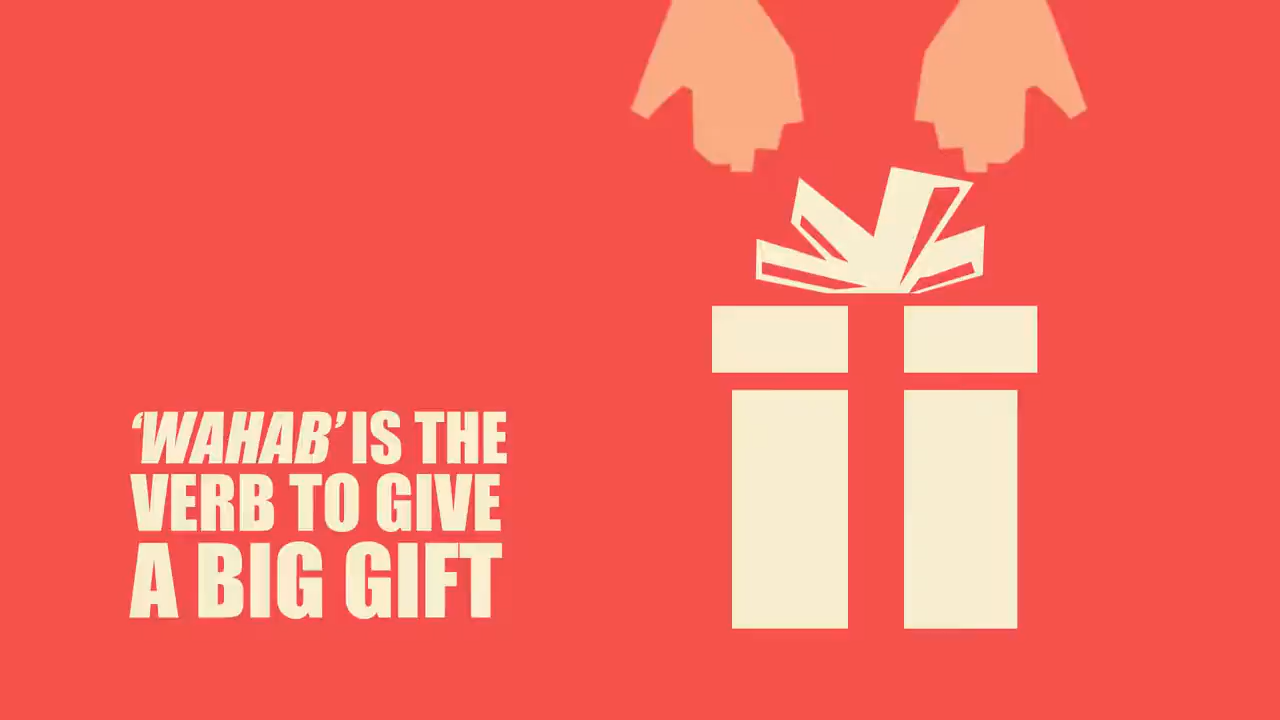 ‘WAHAB’ IS THE
VERB TO GIVE
A BIG GIFT